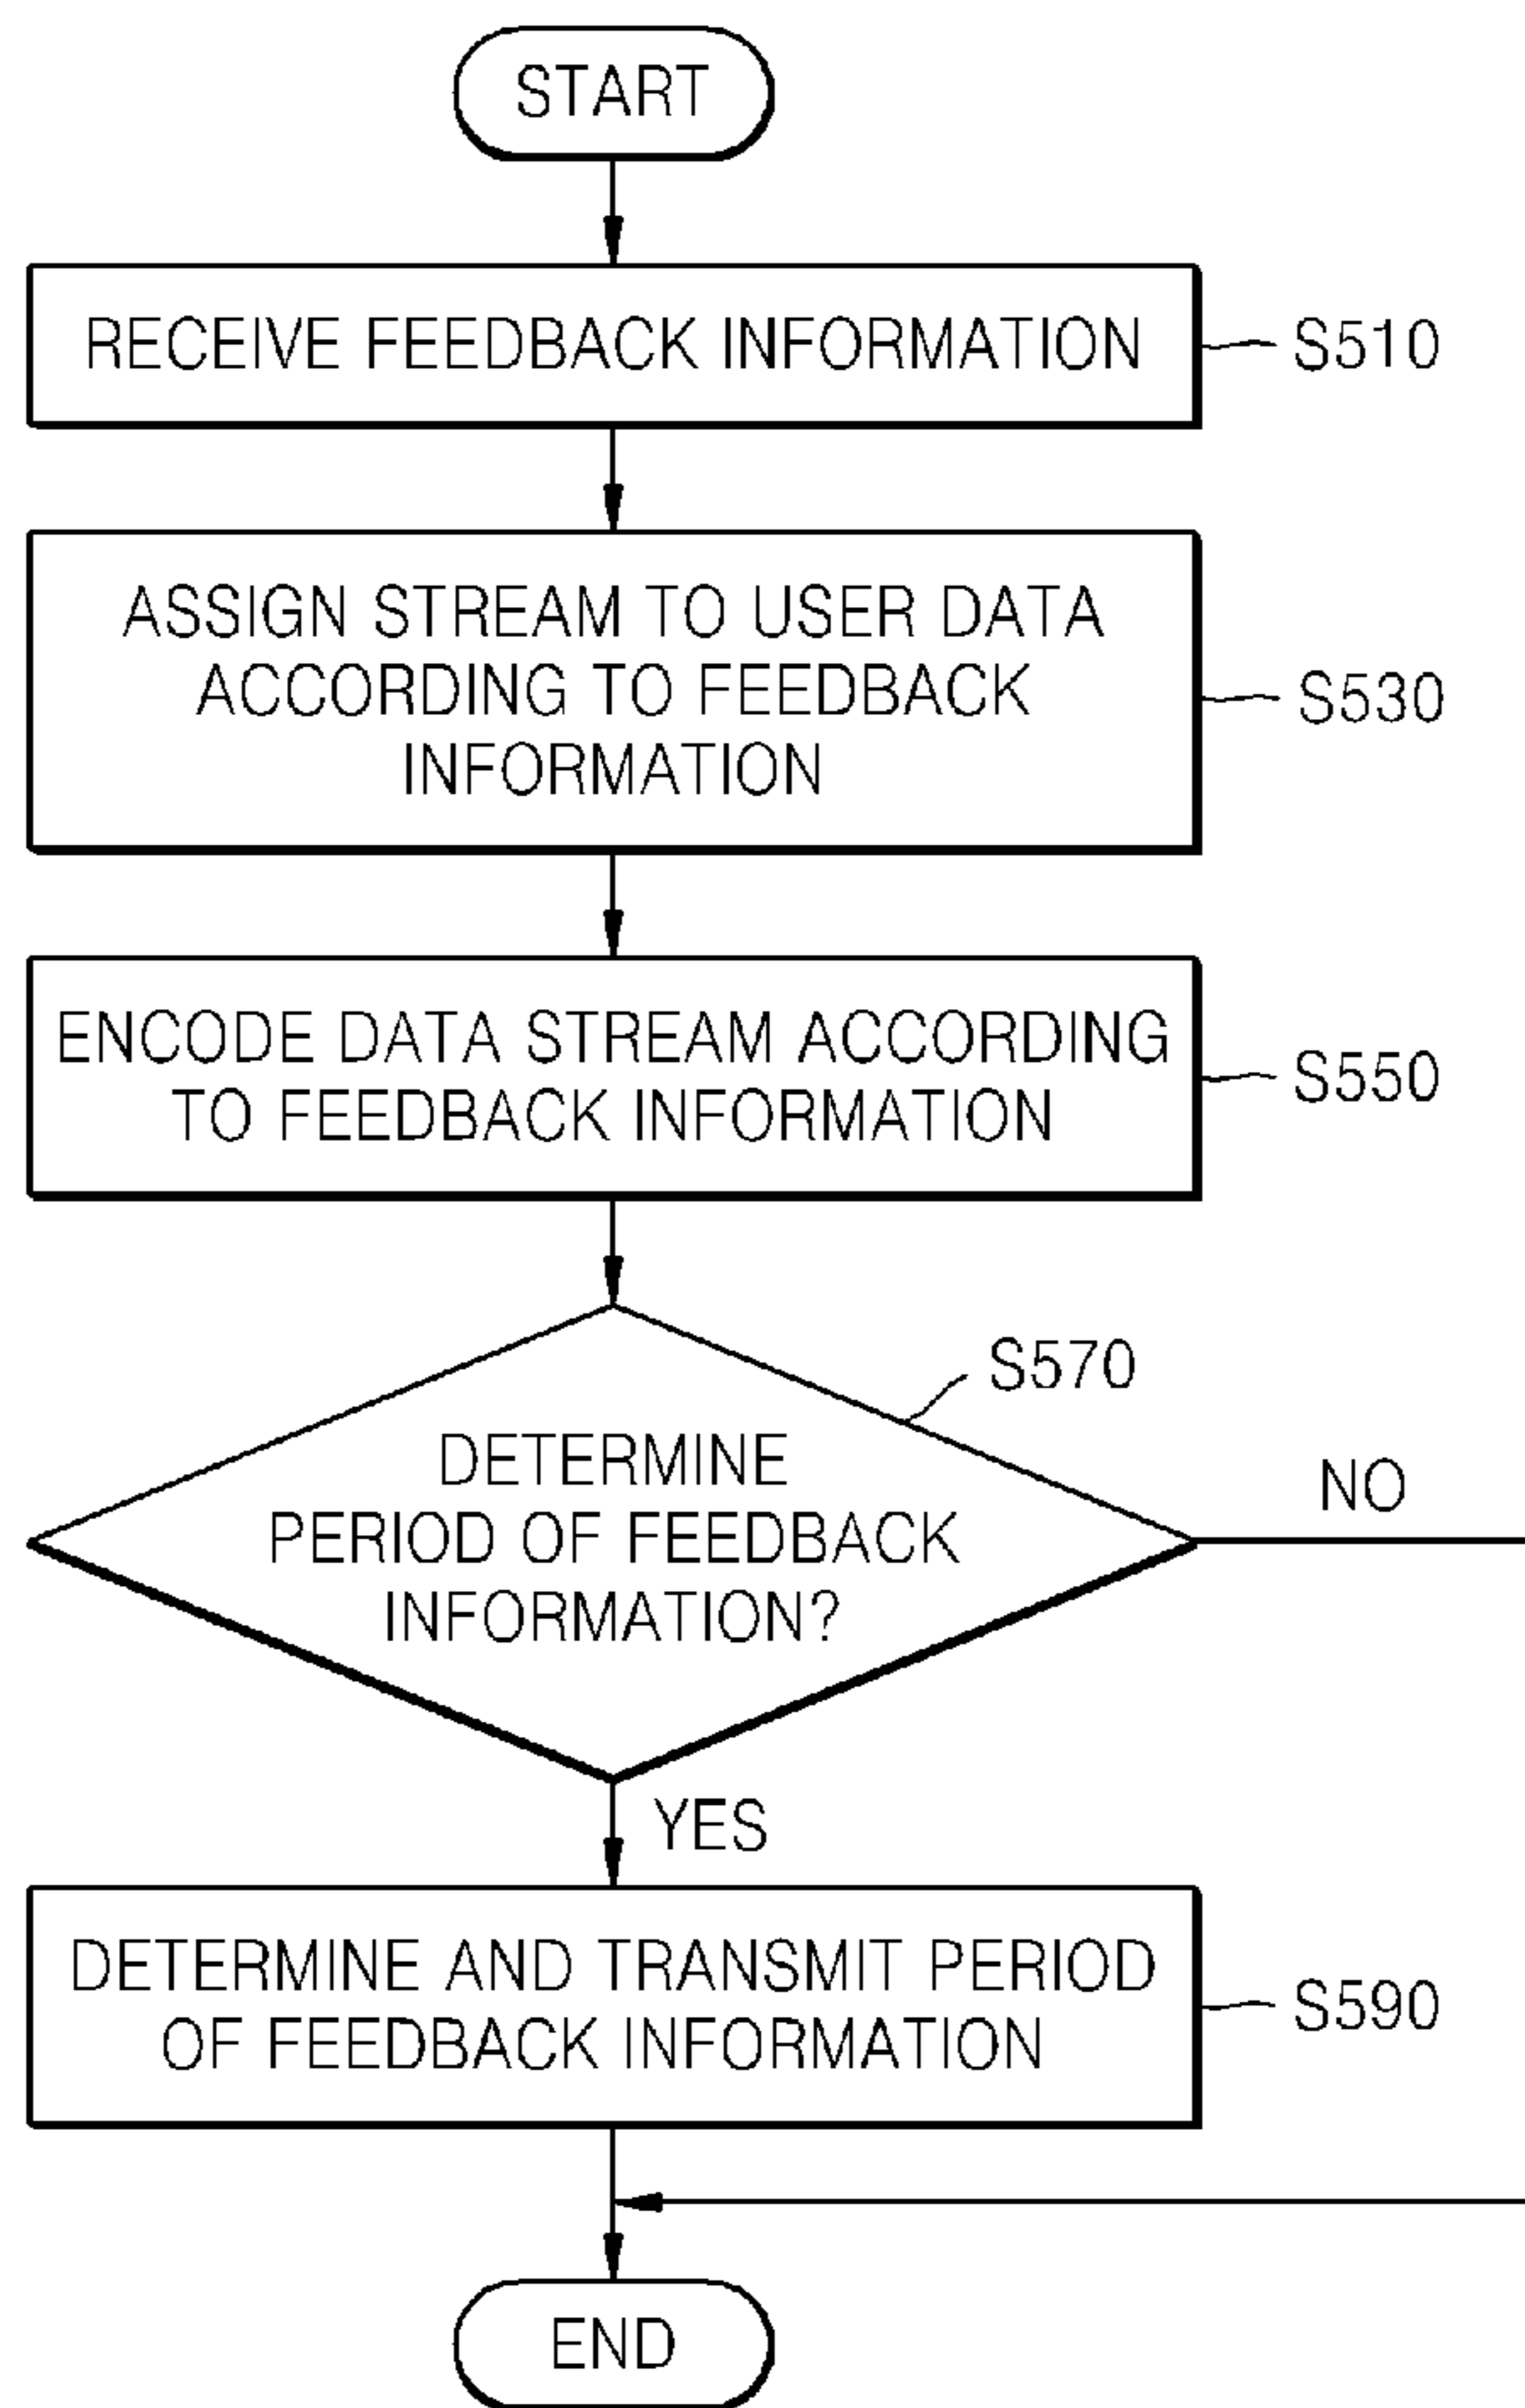 START
RECEIVE FEEDBACK INFORMATION
S510
ASSIGN STREAM TO USER DATA
ACCORDING TO FEEDBACK
INFORMATION
S530
ENCODE DATA STREAM ACCORDING
TO FEEDBACK INFORMATION
S550
S570
DETERMINE
PERIOD OF FEEDBACK
INFORMATION?
NO
YES
DETERMINE AND TRANSMIT PERIOD
OF FEEDBACK INFORMATION
S590
END